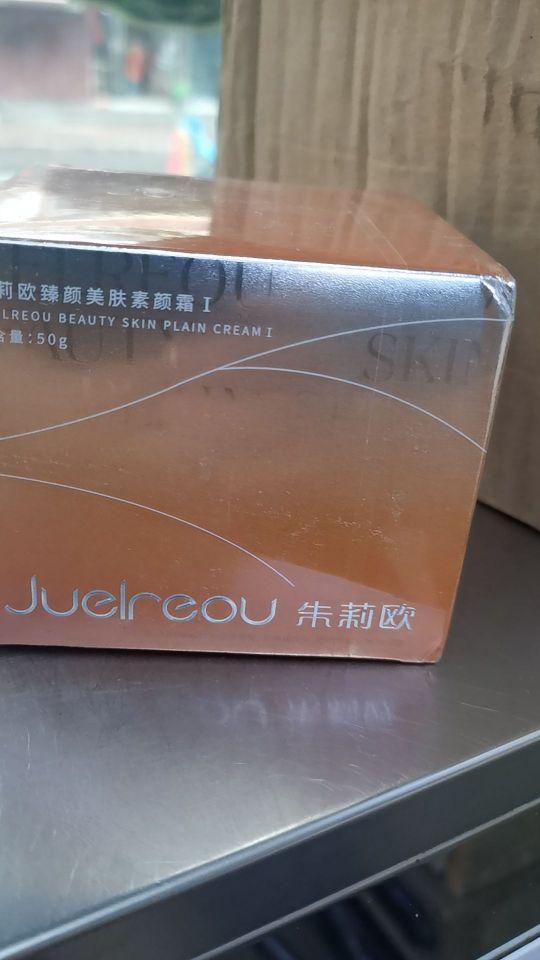 莉欧臻颜美肤素颜霜 I
LREOU BEAUTY SKIN PLAIN CREAM I
含量:50g
SKIN
Juelreou 朱莉欧